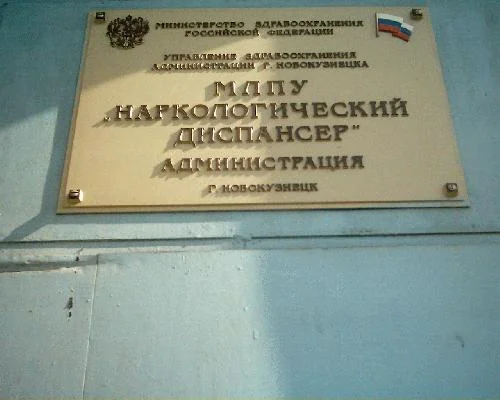 МИНИСТЕРСТВО ЗДРАВООХРАНЕНИЯ
РОССИЙСКОЙ ФЕДЕРАЦИИ
УПРАВЛЕНИЕ ЗДРАВООХРАНЕНИЯ
АДМИНИСТРАЦИИ Г. НОВОКУЗНЕЦКА
МЛПУ
„НАРКОЛОГИЧЕСКИЙ
ДИСПАНСЕР"
АДМИНИСТРАЦИЯ
Г. НОВОКУЗНЕЦК